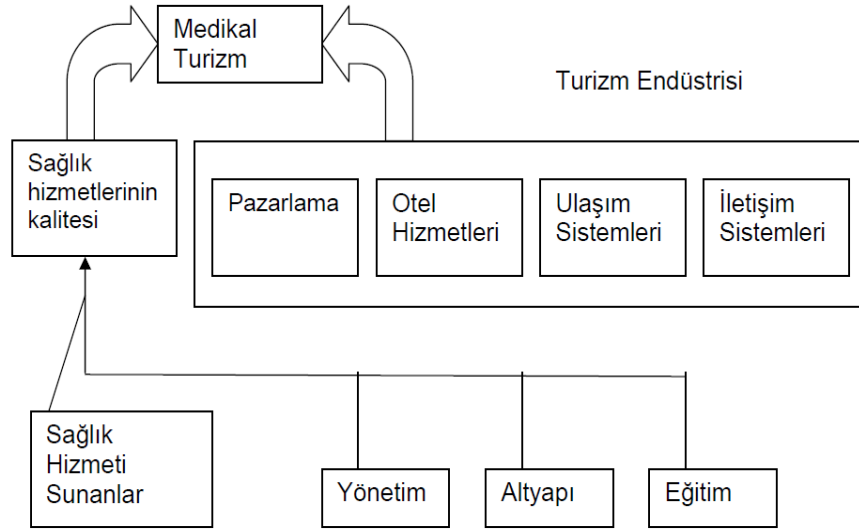 Medikal
Turizm
Turizm Endüstrisi
Sağlık
hizmetlerinin
kalitesi
Pazarlama
Otel
Hizmetleri
Ulaşım
Sistemleri
İletişim
Sistemleri
Sağlık
Hizmeti
Sunanlar
Yönetim
Altyapı
Eğitim